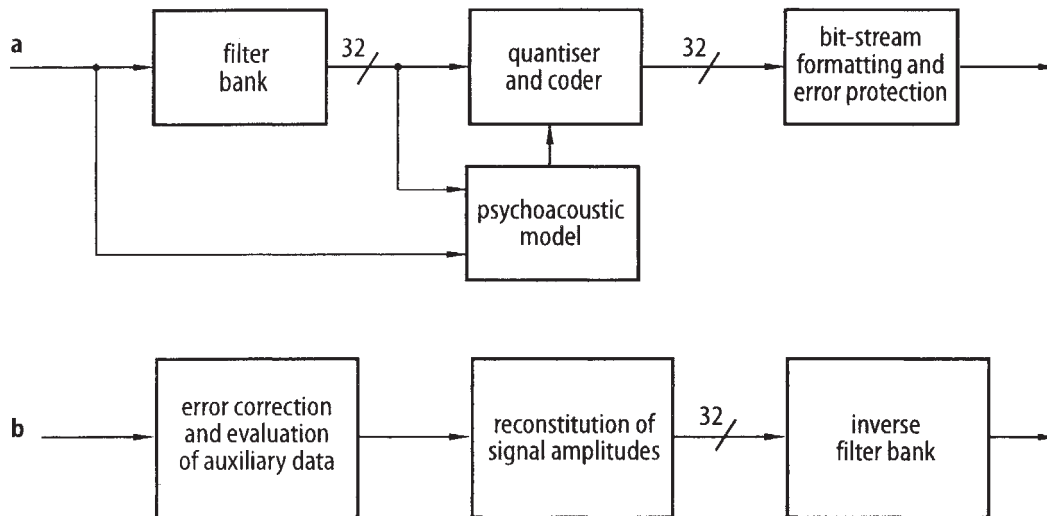 a
filter
bank
32
quantiser
and coder
32
bit-stream
formatting and
error protection
psychoacoustic
model
b
error correction
and evaluation
of auxiliary data
reconstitution of
signal amplitudes
32
inverse
filter bank